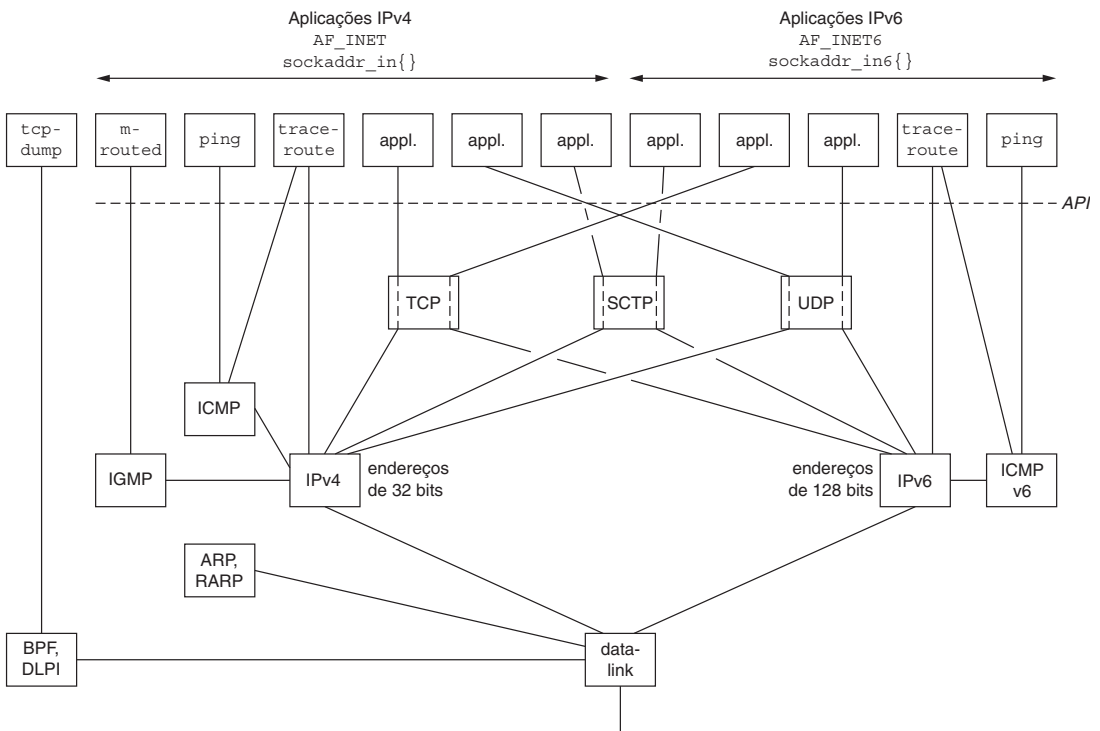 Aplicações IPv4
AF_INET
sockaddr_in{}
Aplicações IPv6
AF_INET6
sockaddr_in6{}
tcp-
dump
m-
routed
ping
trace-
route
appl.
appl.
appl.
appl.
appl.
appl.
trace-
route
ping
API
TCP
SCTP
UDP
ICMP
IGMP
IPv4
endereços
de 32 bits
endereços
de 128 bits
IPv6
ICMP
v6
ARP,
RARP
BPF,
DLPI
data-
link